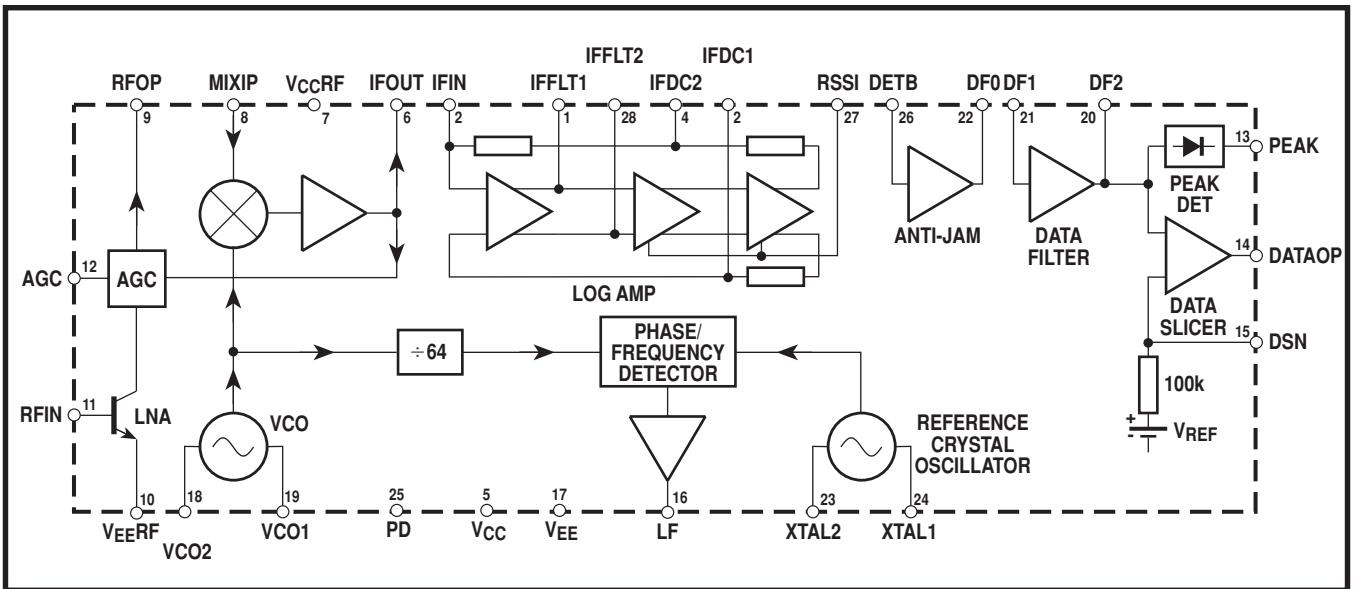 IFFLT2 IFDC1
RFOP MIXIP VCCRF IFOUT IFIN IFFLT1 IFDC2 RSSI DETB DF0 DF1 DF2
9 8 7 6 2 1 28 4 2 27 26 22 21 20
13 PEAK
PEAK
DET
ANTI-JAM
DATA
FILTER
14 DATAOP
AGC 12 AGC
LOG AMP
DATA
SLICER
15 DSN
÷64
PHASE/
FREQUENCY
DETECTOR
100k
RFIN 11 LNA
VCO
REFERENCE
CRYSTAL
OSCILLATOR
+
- VREF
10 18 19 25 5 17 16 23 24
VEERF VCO2 VCO1 PD VCC VEE LF XTAL2 XTAL1